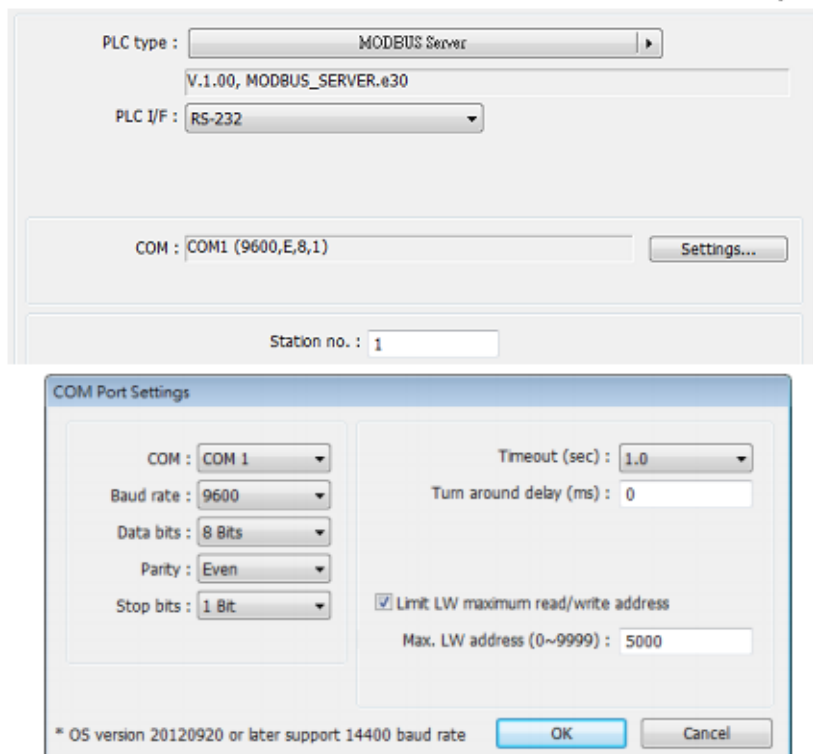 PLC type : MODBUS Server
V.1.00, MODBUS_SERVER.e30
PLC I/F : RS-232
COM : COM1 (9600,E,8,1) Settings...
Station no. : 1
COM Port Settings
COM : COM 1 Timeout (sec) : 1.0
Baud rate : 9600 Turn around delay (ms) : 0
Data bits : 8 Bits
Parity : Even
Stop bits : 1 Bit Limit LW maximum read/write address
Max. LW address (0~9999) : 5000
* OS version 20120920 or later support 14400 baud rate OK Cancel